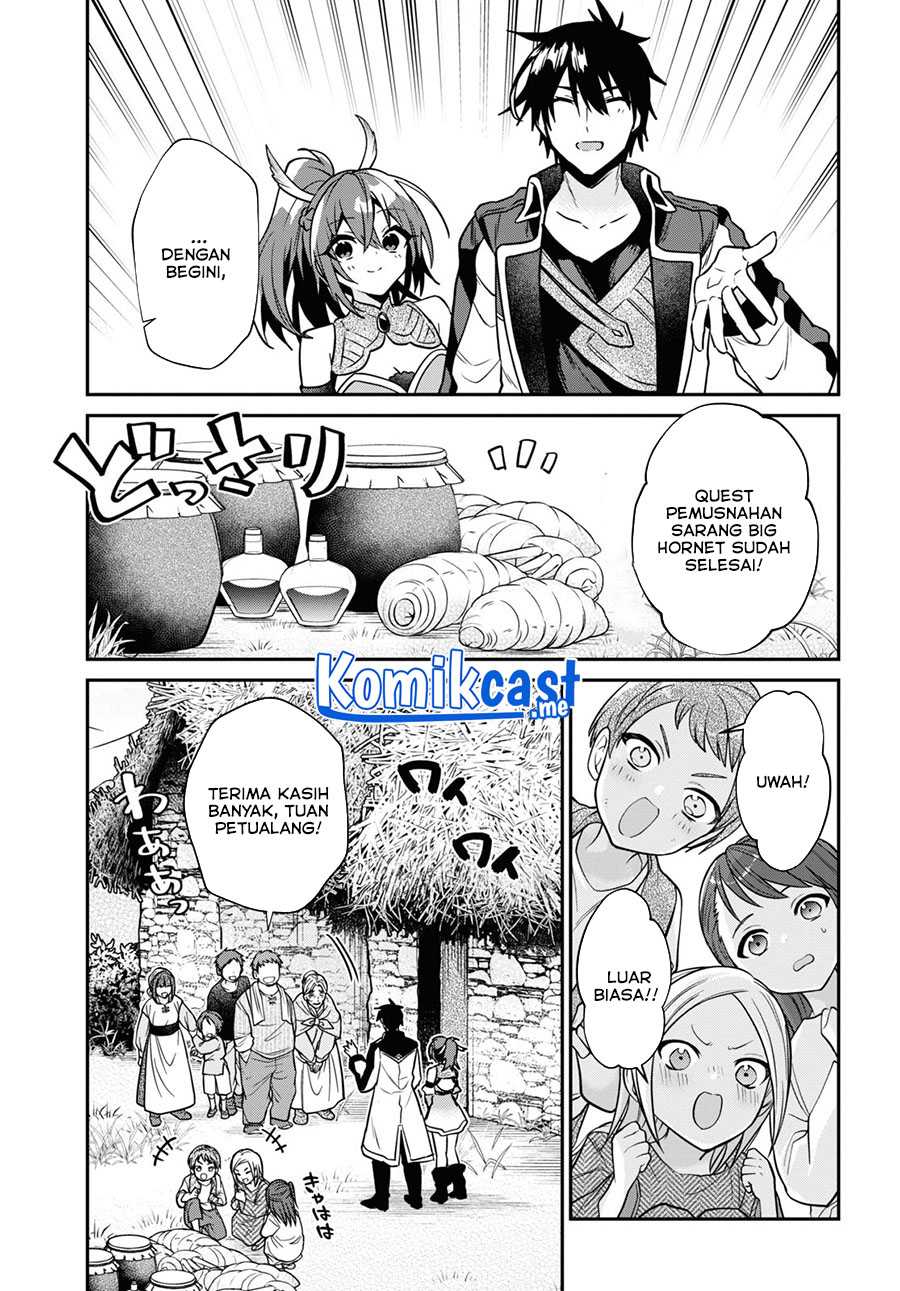 ...
DENGAN
BEGINI,
QUEST
PEMUSNAHAN
SARANG BIG
HORNET SUDAH
SELESAI!
どっさり
Komikcast
.me
UWAH!
LUAR
BIASA!!
TERIMA KASIH
BANYAK, TUAN
PETUALANG!
ワイ
ワイ
わああっ
きゃはは